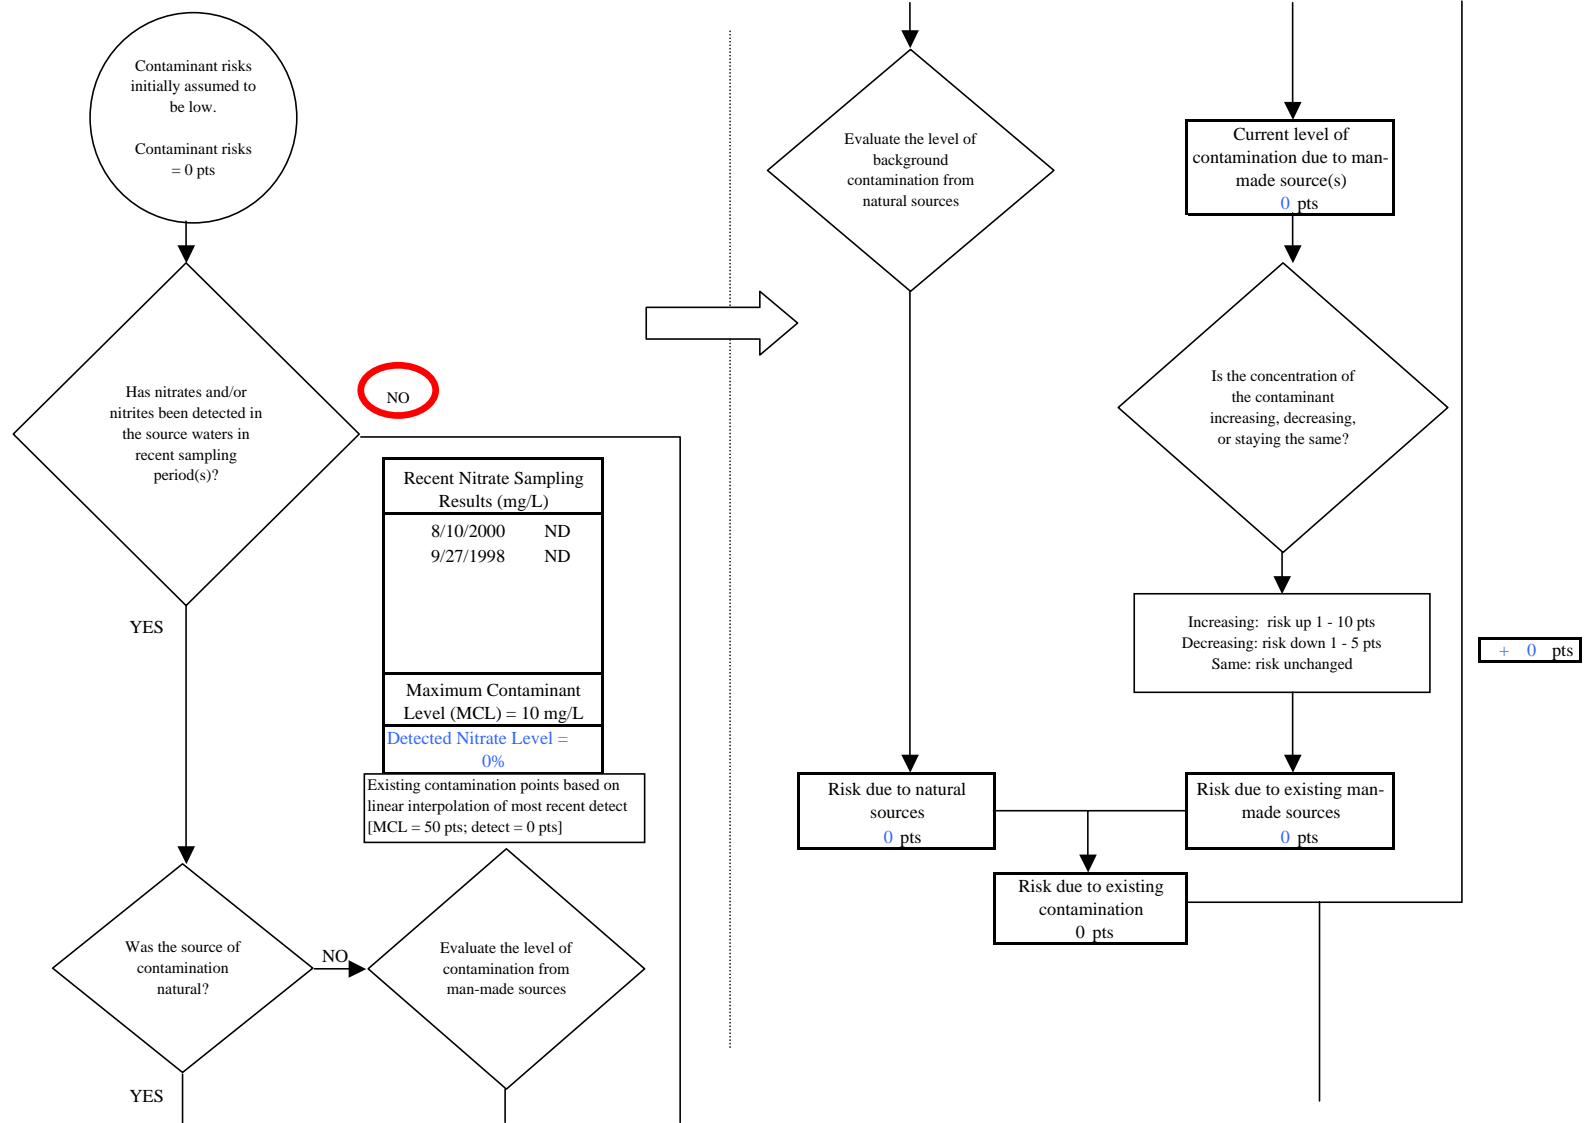 Contaminant risks
initially assumed to
be low.
Contaminant risks
= 0 pts
Has nitrates and/or
nitrites been detected in
the source waters in
recent sampling
period(s)?
NO
YES
Recent Nitrate Sampling
Results (mg/L)
8/10/2000 ND
9/27/1998 ND
Maximum Contaminant
Level (MCL) = 10 mg/L
Detected Nitrate Level =
0%
Existing contamination points based on
linear interpolation of most recent detect
[MCL = 50 pts; detect = 0 pts]
Was the source of
contamination
natural?
NO
YES
Evaluate the level of
contamination from
man-made sources
Evaluate the level of
background
contamination from
natural sources
Current level of
contamination due to man-
made source(s)
0 pts
Is the concentration of
the contaminant
increasing, decreasing,
or staying the same?
Increasing: risk up 1 - 10 pts
Decreasing: risk down 1 - 5 pts
Same: risk unchanged
+ 0 pts
Risk due to natural
sources
0 pts
Risk due to existing man-
made sources
0 pts
Risk due to existing
contamination
0 pts